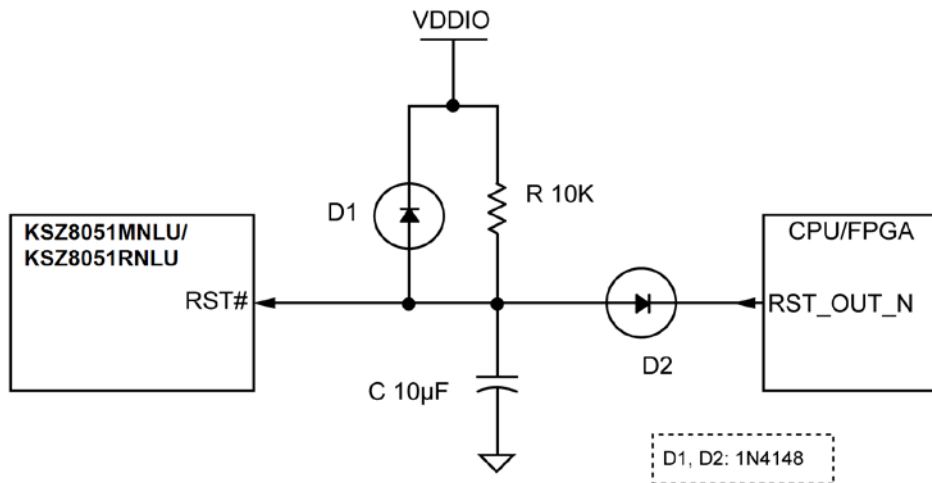 VDDIO
D1
R 10K
KSZ8051MNLU/
KSZ8051RNLU
RST#
CPU/FPGA
RST_OUT_N
D2
C 10µF
D1, D2: 1N4148